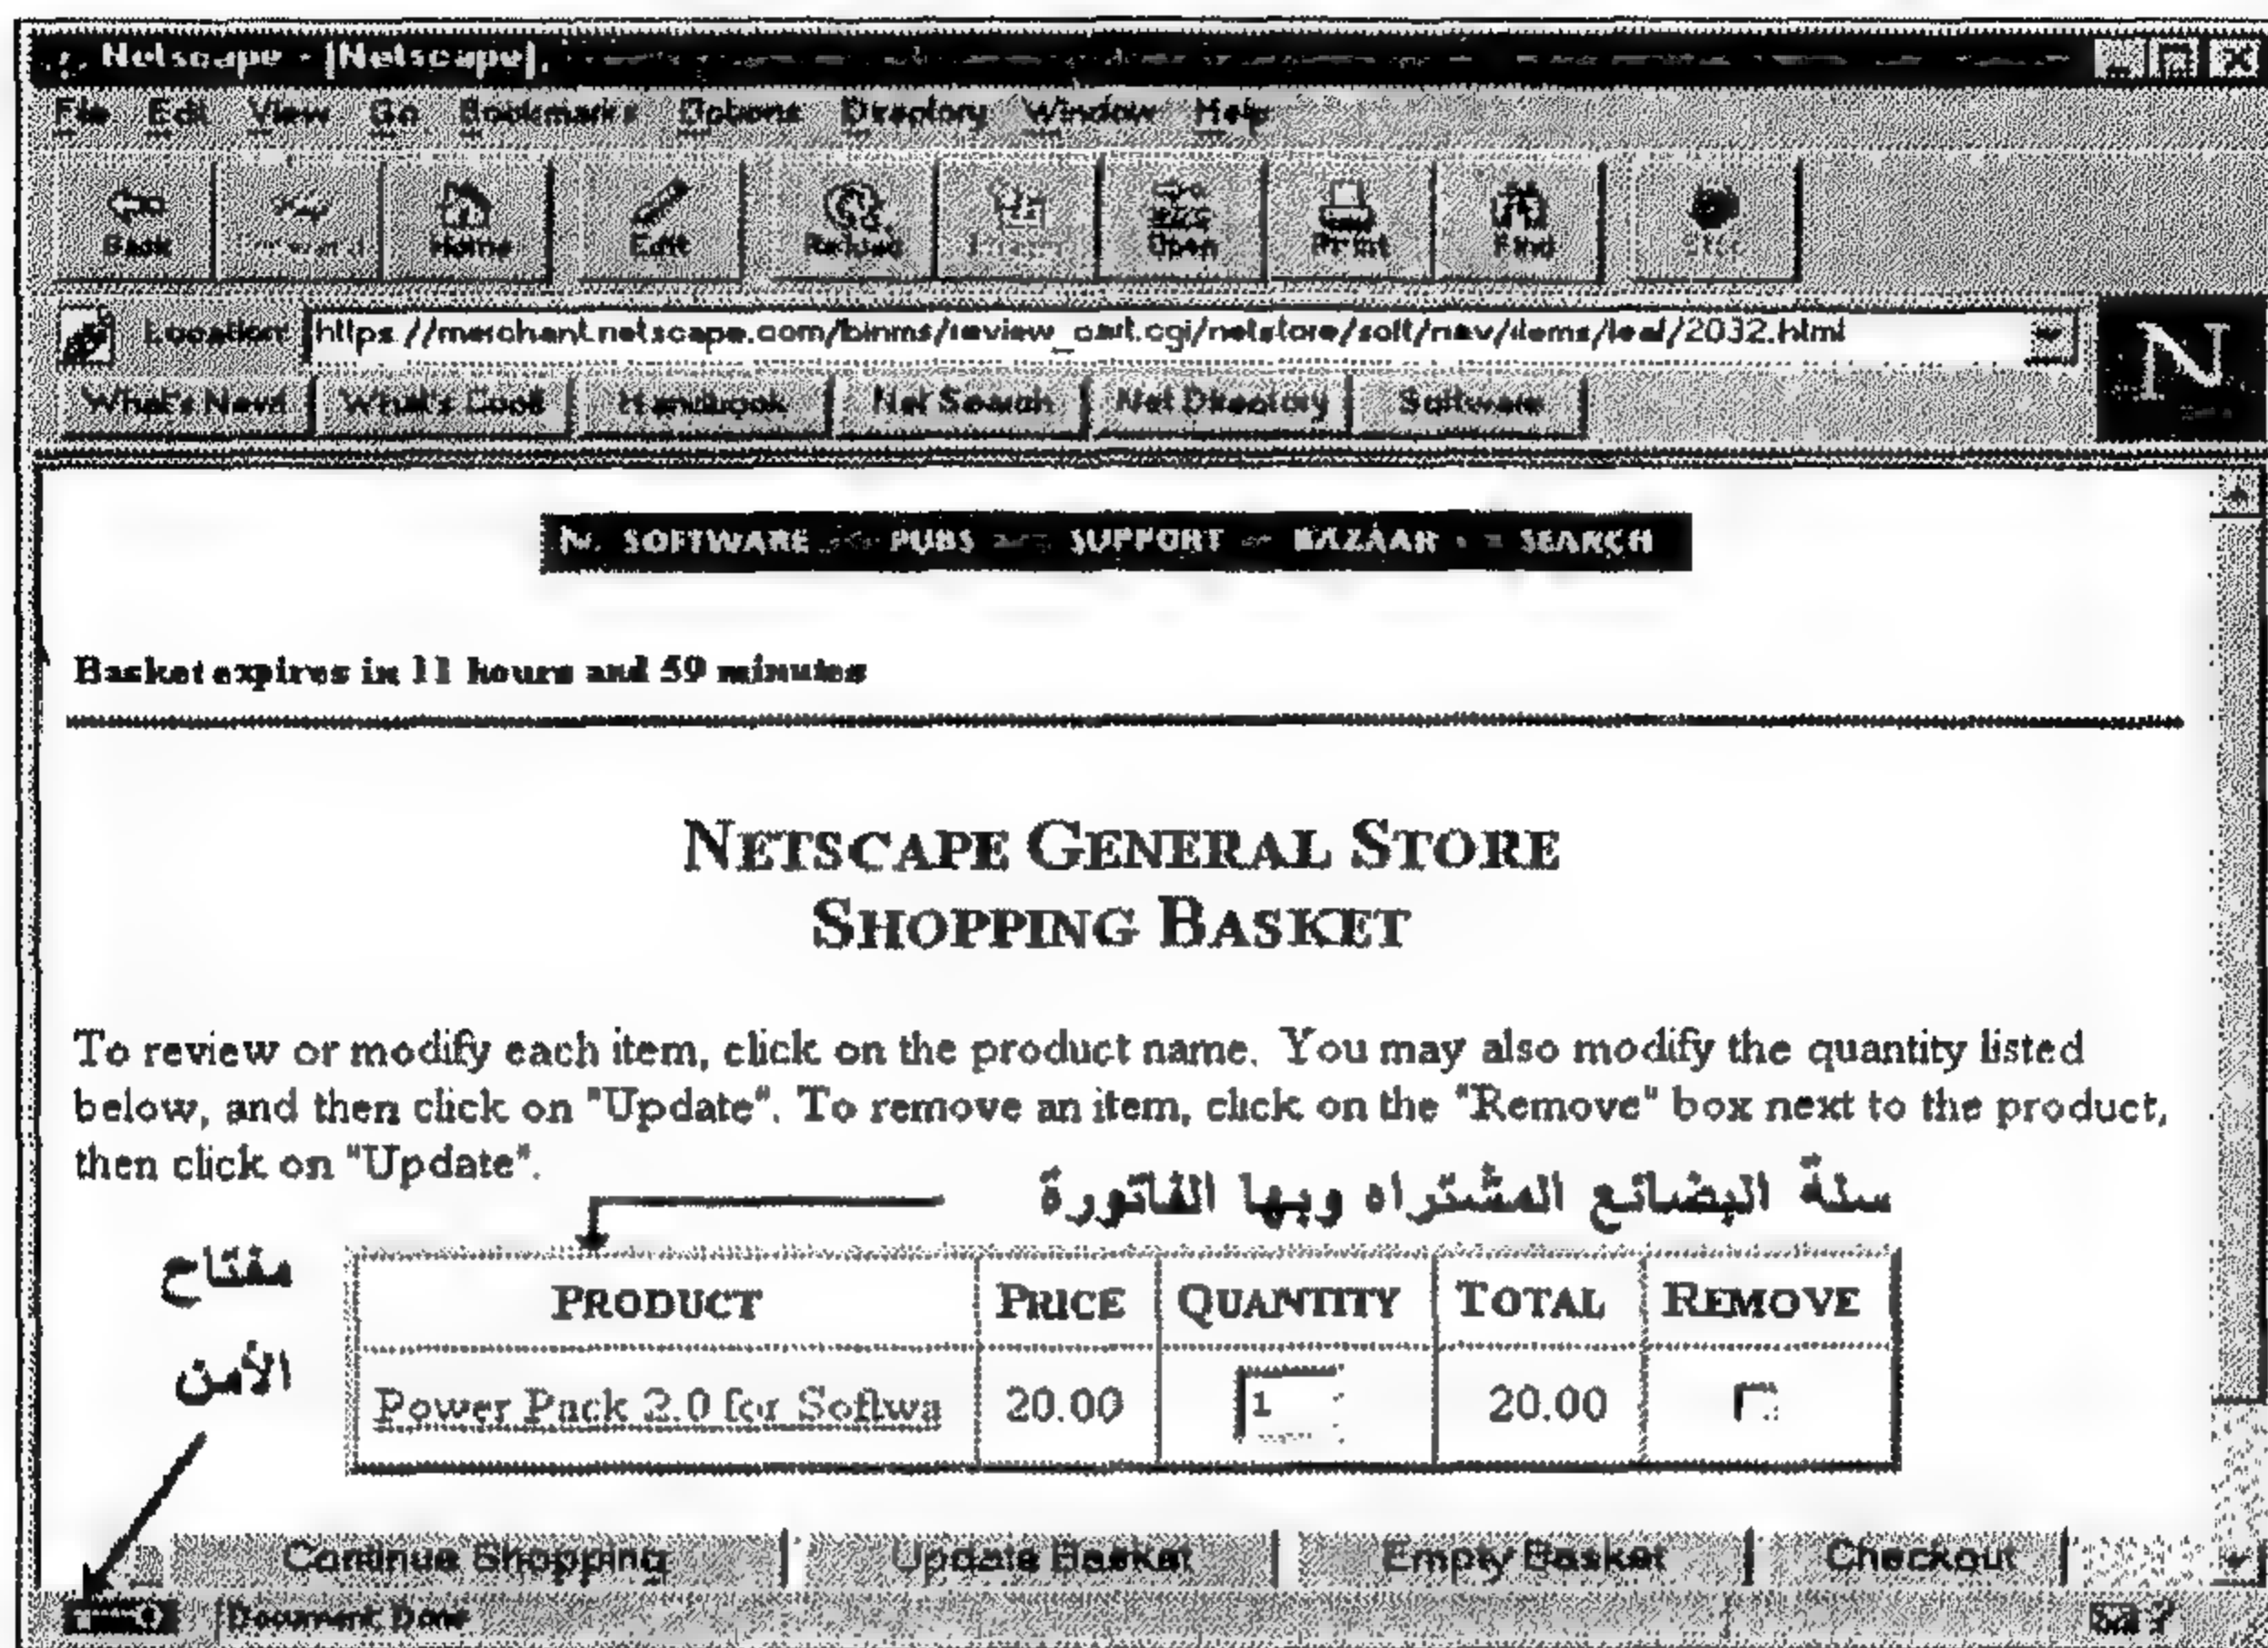 Netscape - [Netscape]
File Edit View Go Bookmarks Options Directory Window Help
Back Forward Home Edit Reload Open Print Find
Location: https://merchant.netscape.com/binms/review_cart.cgi/netstore/soft/nav/items/leaf/2032.html
N
What's New! What's Cool! Handbook Net Search Net Directory Software
SOFTWARE PUBS SUPPORT BAZAAR SEARCH
Basket expires in 11 hours and 59 minutes
NETSCAPE GENERAL STORE
SHOPPING BASKET
To review or modify each item, click on the product name. You may also modify the quantity listed
below, and then click on "Update". To remove an item, click on the "Remove" box next to the product,
then click on "Update".
سلة البضائع المشتراه وبها الفاتورة
مفتاح
الأمن
PRODUCT PRICE QUANTITY TOTAL REMOVE
Power Pack 2.0 for Softwa 20.00 1 20.00
Continue Shopping Update Basket Empty Basket Checkout
Document: Done